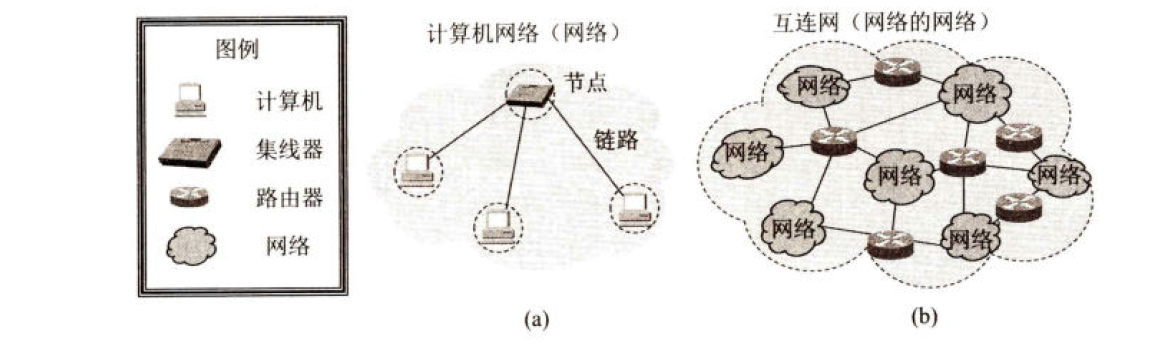 图例
计算机
集线器
路由器
网络
计算机网络（网络）
节点
链路
(a)
互连网（网络的网络）
网络
网络
网络
网络
网络
网络
网络
(b)